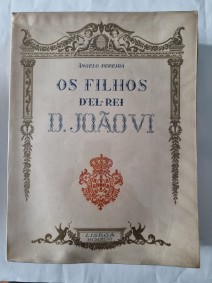 ÂNGELO PEREIRA
OS FILHOS
D'EL-REI
D. JOÃO VI
LISBOA